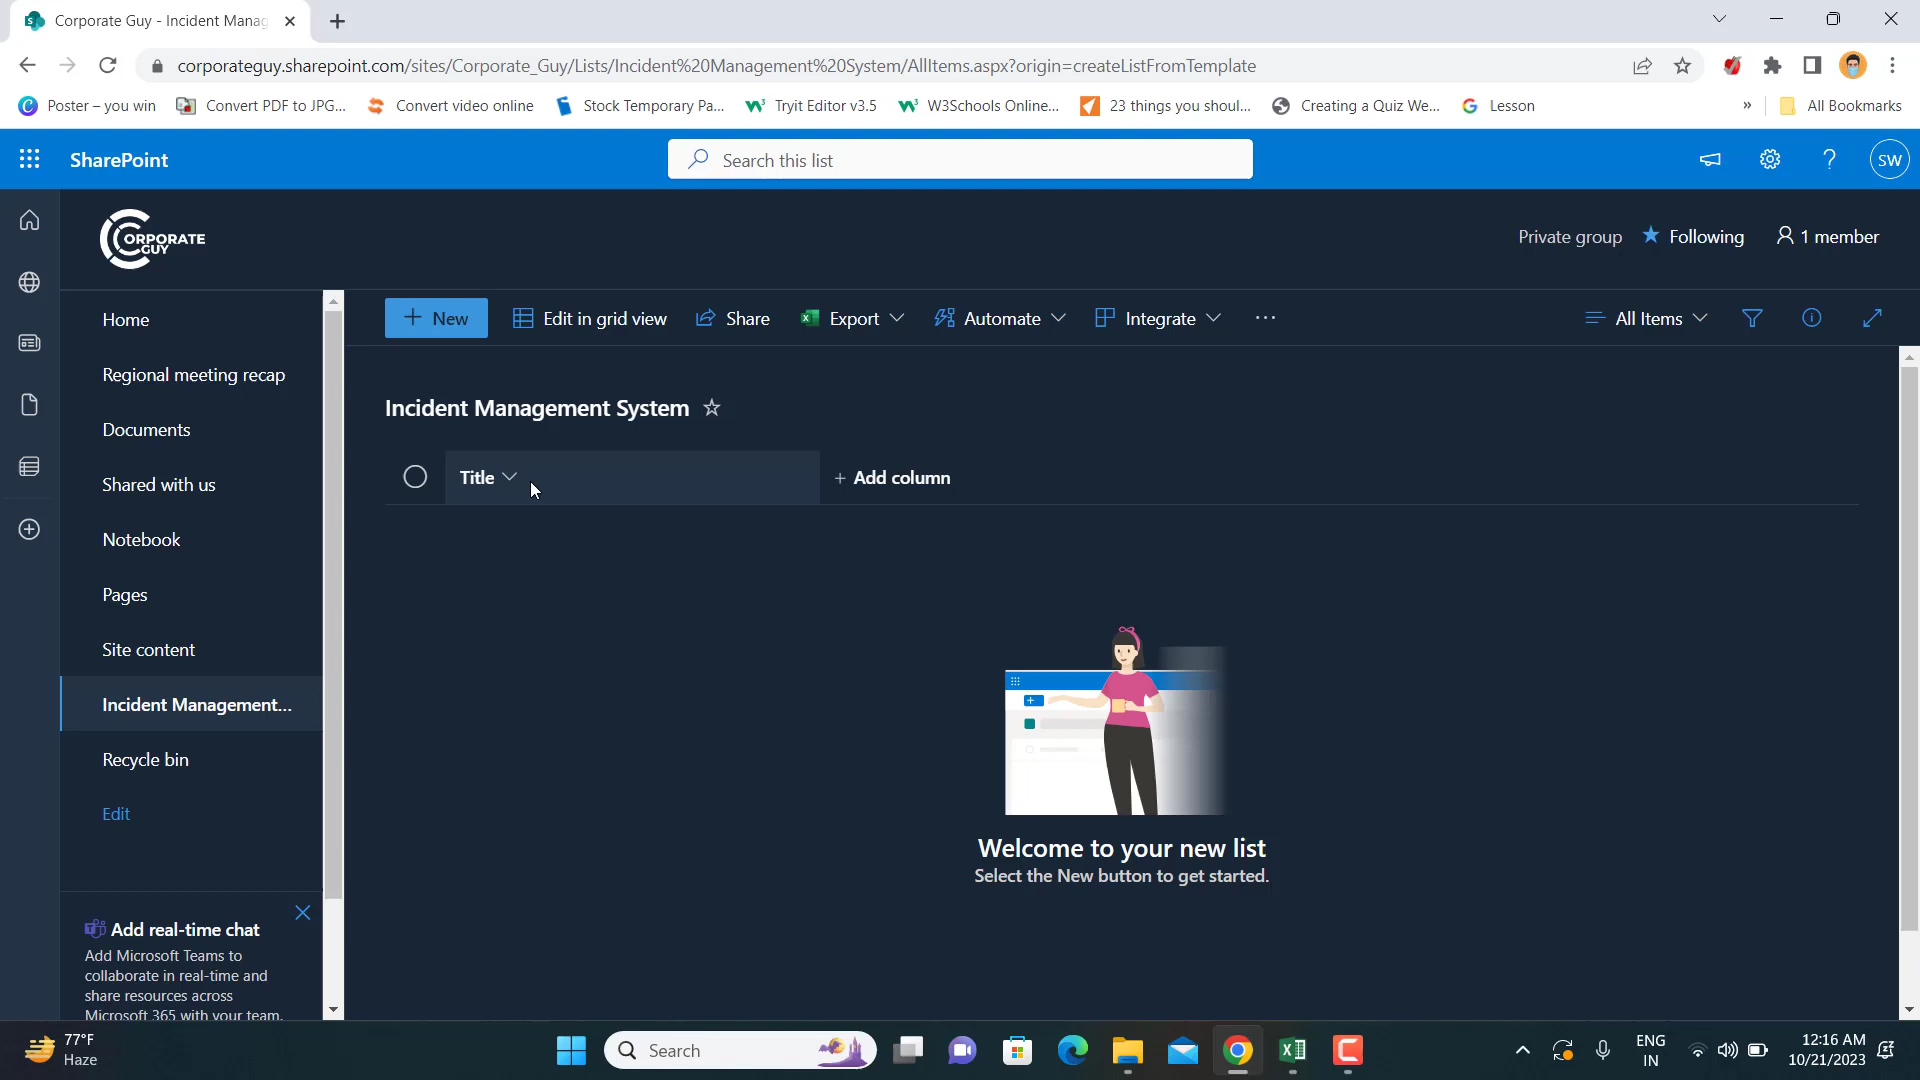 Corporate Guy - Incident Manag
corporateguy.sharepoint.com/sites/Corporate_Guy/Lists/Incident%20Management%20System/AllItems.aspx?origin=createListFromTemplate
Poster – you win Convert PDF to JPG... Convert video online Stock Temporary Pa... Tryit Editor v3.5 W3Schools Online... 23 things you shoul... Creating a Quiz We... Lesson » All Bookmarks
SharePoint Search this list SW
CORPORATE GUY Private group Following 1 member
Home
Regional meeting recap
Documents
Shared with us
Notebook
Pages
Site content
Incident Management...
Recycle bin
Edit
Add real-time chat
Add Microsoft Teams to
collaborate in real-time and
share resources across
Microsoft 365 with your team.
New Edit in grid view Share Export Automate Integrate ... All Items
Incident Management System
Title + Add column
Welcome to your new list
Select the New button to get started.
77°F
Haze
Search
ENG
IN
12:16 AM
10/21/2023